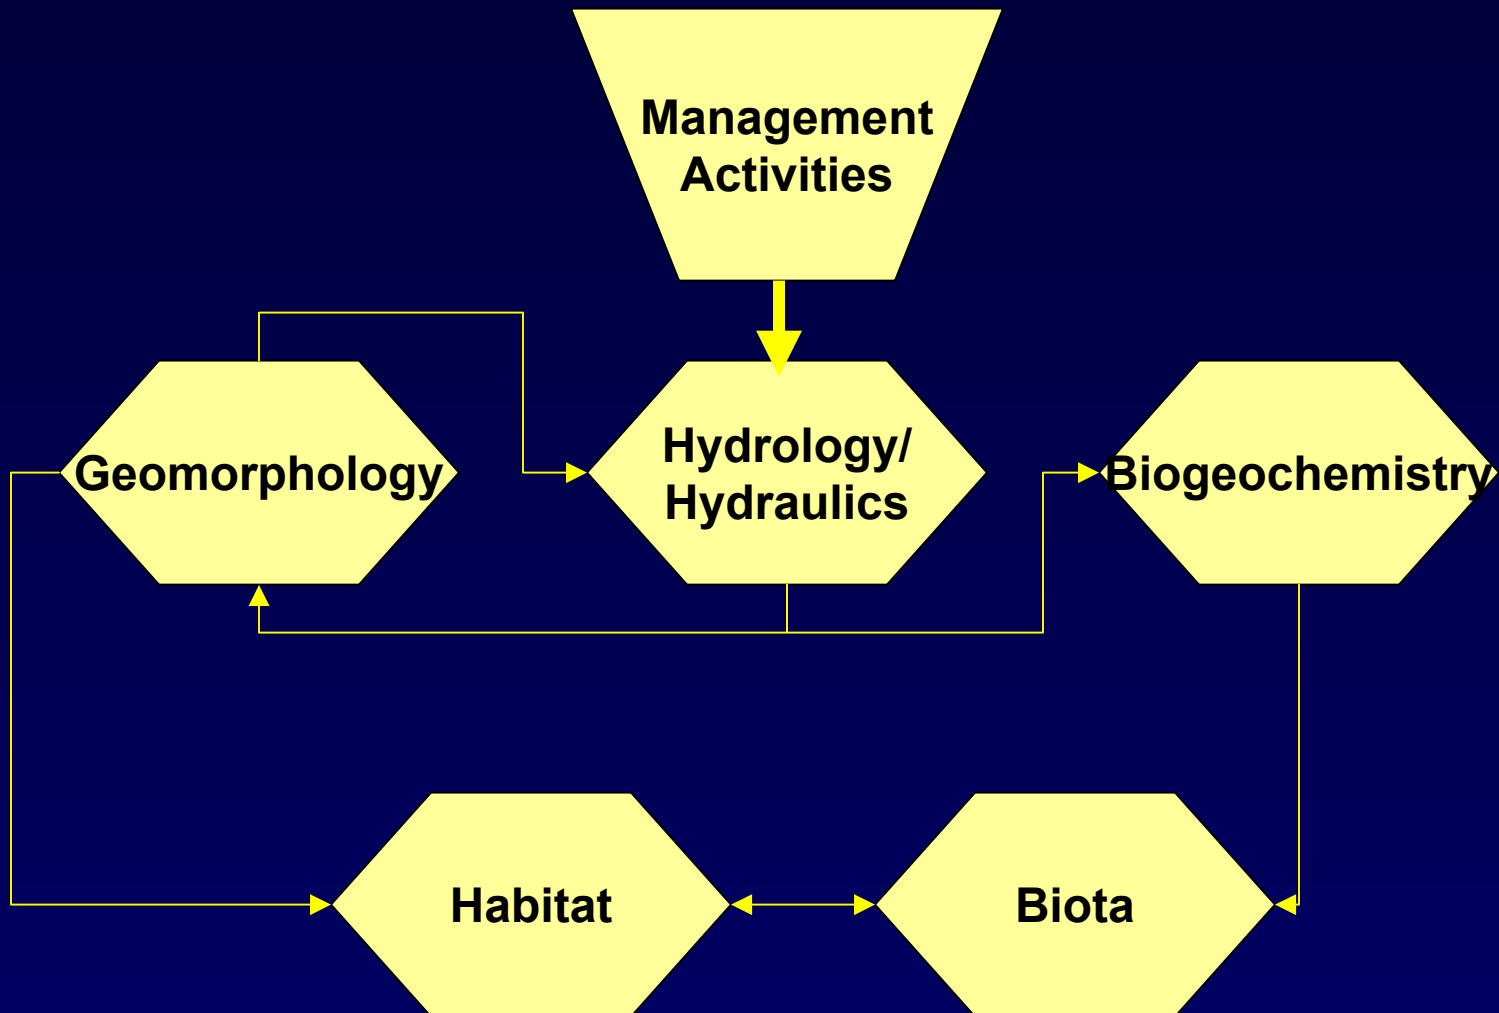 Management
Activities
Geomorphology
Hydrology/
Hydraulics
Biogeochemistry
Habitat
Biota